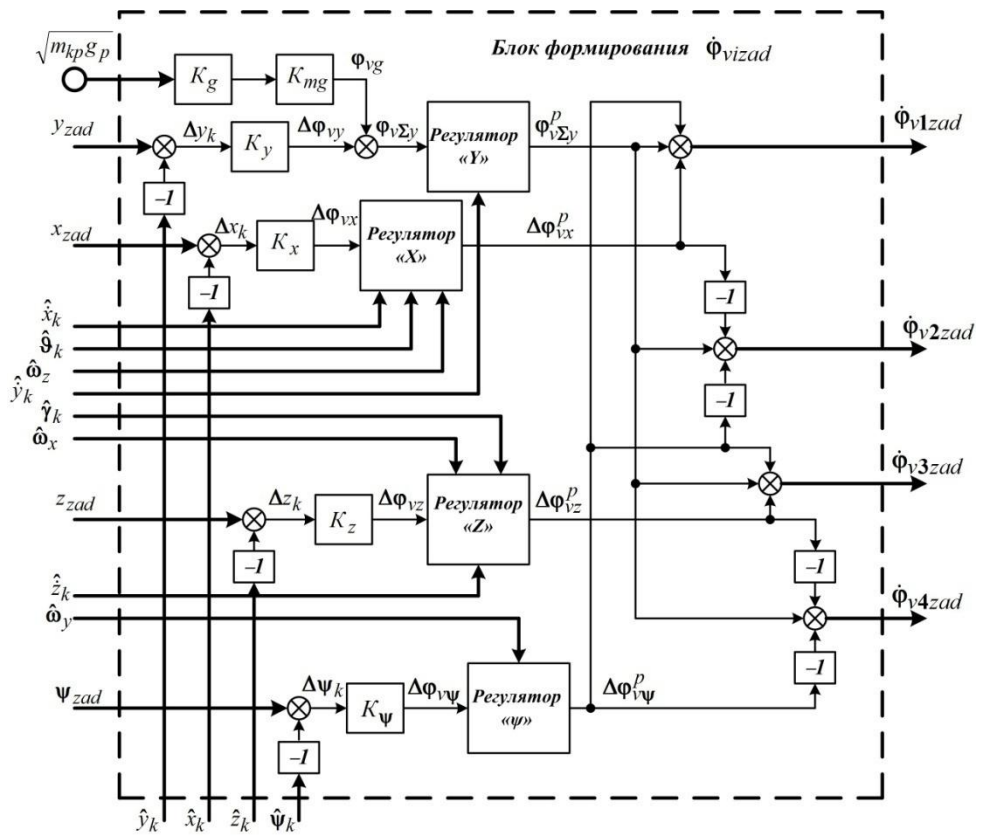 √(m_kp g_p)
Блок формирования φ̇_vizad
K_g
K_mg
φ_vg
y_zad
Δy_k
K_y
Δφ_vy
φ_vΣy
Регулятор
«Y»
φ^p_vΣy
φ̇_v1zad
–1
x_zad
Δx_k
K_x
Δφ_vx
Регулятор
«X»
Δφ^p_vx
–1
–1
x̂̇_k
ϑ̂_k
ω̂_z
ŷ̇_k
φ̇_v2zad
–1
γ̂_k
ω̂_x
φ̇_v3zad
z_zad
Δz_k
K_z
Δφ_vz
Регулятор
«Z»
Δφ^p_vz
–1
–1
ẑ̇_k
ω̂_y
φ̇_v4zad
–1
ψ_zad
Δψ_k
K_ψ
Δφ_vψ
Регулятор
«ψ»
Δφ^p_vψ
–1
ŷ_k
x̂_k
ẑ_k
ψ̂_k